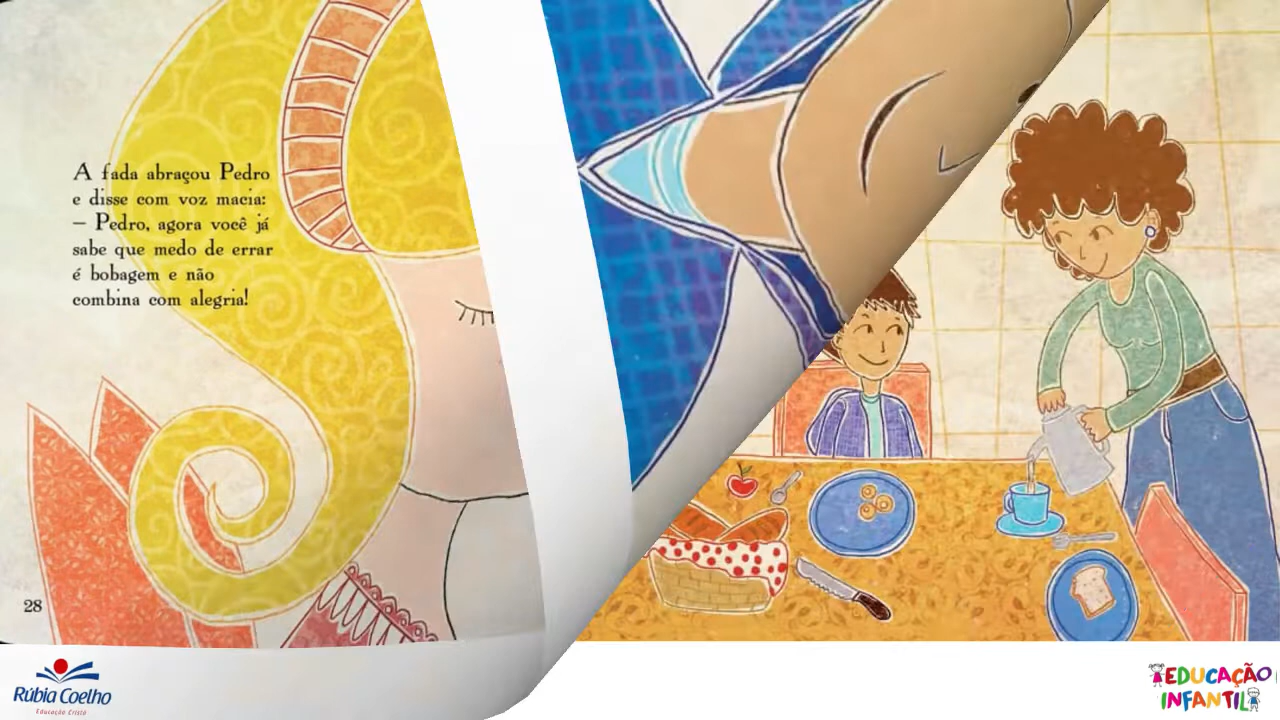 A fada abraçou Pedro
e disse com voz macia:
– Pedro, agora você já
sabe que medo de errar
é bobagem e não
combina com alegria!
28
Rúbia Coelho
Educação Cristã
EDUCAÇÃO
INFANTIL